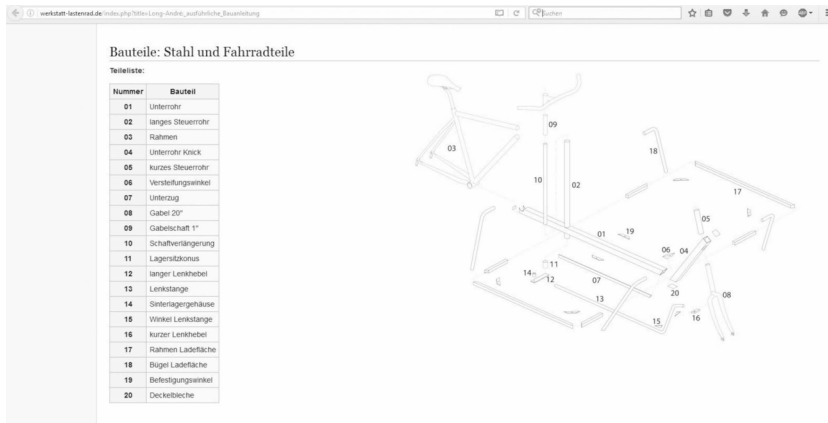 werkstatt-lastenrad.de/index.php?title=Long-André,_ausführliche_Bauenleitung
Suchen
Bauteile: Stahl und Fahrradteile
Teileliste:
Nummer Bauteil
01 Unterrohr
02 langes Steuerrohr
03 Rahmen
04 Unterrohr Knick
05 kurzes Steuerrohr
06 Versteifungswinkel
07 Unterzug
08 Gabel 20"
09 Gabelschaft 1"
10 Schaftverlängerung
11 Lagersitzkonus
12 langer Lenkhebel
13 Lenkstange
14 Sinterlagergehäuse
15 Winkel Lenkstange
16 kurzer Lenkhebel
17 Rahmen Ladefläche
18 Bügel Ladefläche
19 Befestigungswinkel
20 Deckelbleche
09
03
18
10
02
17
05
01
19
06
04
11
14
12
07
20
08
13
15
16